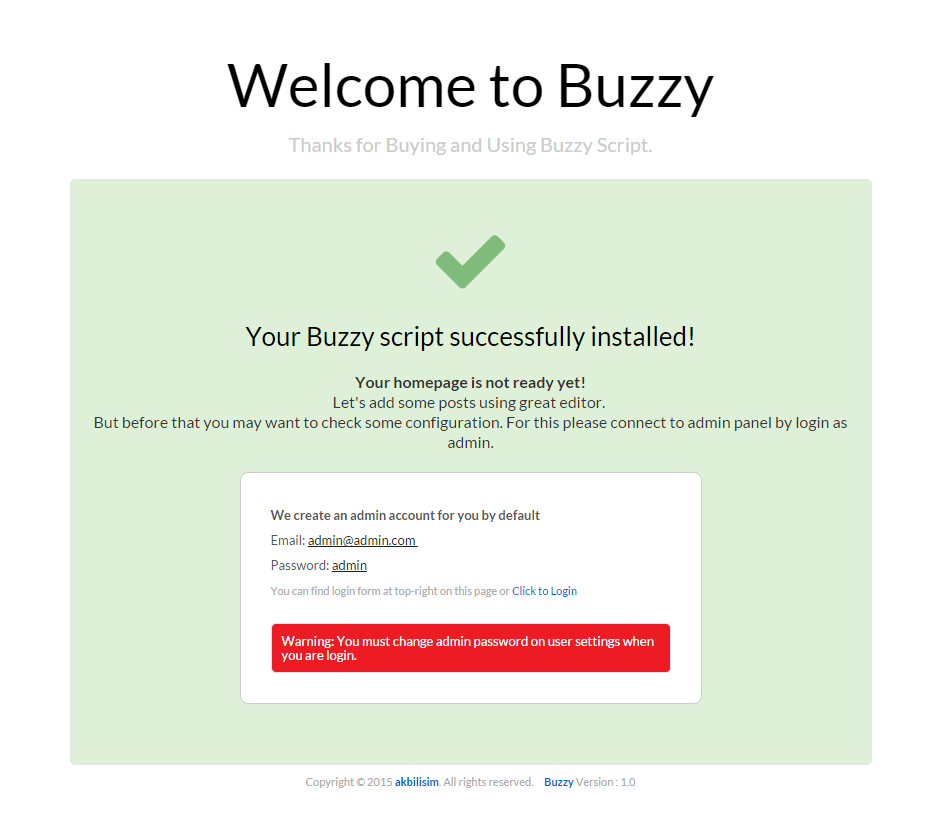 Welcome to Buzzy
Thanks for Buying and Using Buzzy Script.
Your Buzzy script successfully installed!
Your homepage is not ready yet!
Let's add some posts using great editor.
But before that you may want to check some configuration. For this please connect to admin panel by login as
admin.
We create an admin account for you by default
Email: admin@admin.com
Password: admin
You can find login form at top-right on this page or Click to Login
Warning: You must change admin password on user settings when
you are login.
Copyright © 2015 akbilisim. All rights reserved. Buzzy Version : 1.0